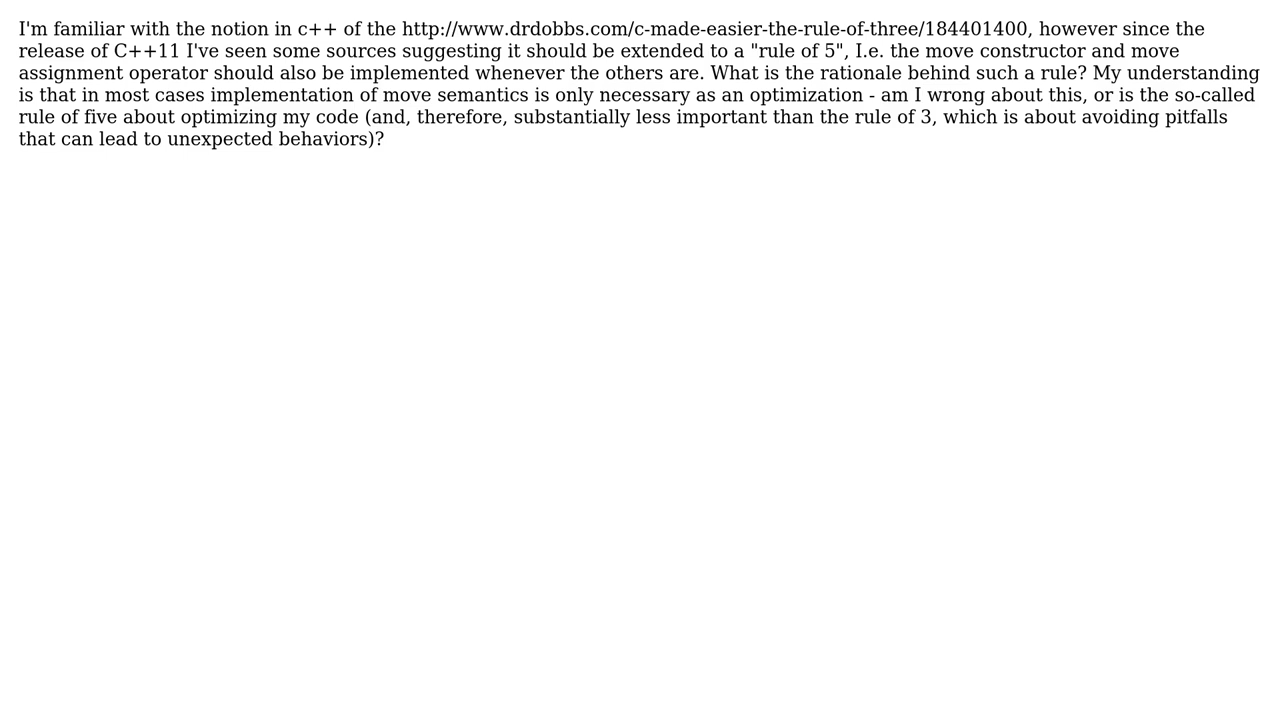 I'm familiar with the notion in c++ of the http://www.drdobbs.com/c-made-easier-the-rule-of-three/184401400, however since the
release of C++11 I've seen some sources suggesting it should be extended to a "rule of 5", I.e. the move constructor and move
assignment operator should also be implemented whenever the others are. What is the rationale behind such a rule? My understanding
is that in most cases implementation of move semantics is only necessary as an optimization - am I wrong about this, or is the so-called
rule of five about optimizing my code (and, therefore, substantially less important than the rule of 3, which is about avoiding pitfalls
that can lead to unexpected behaviors)?